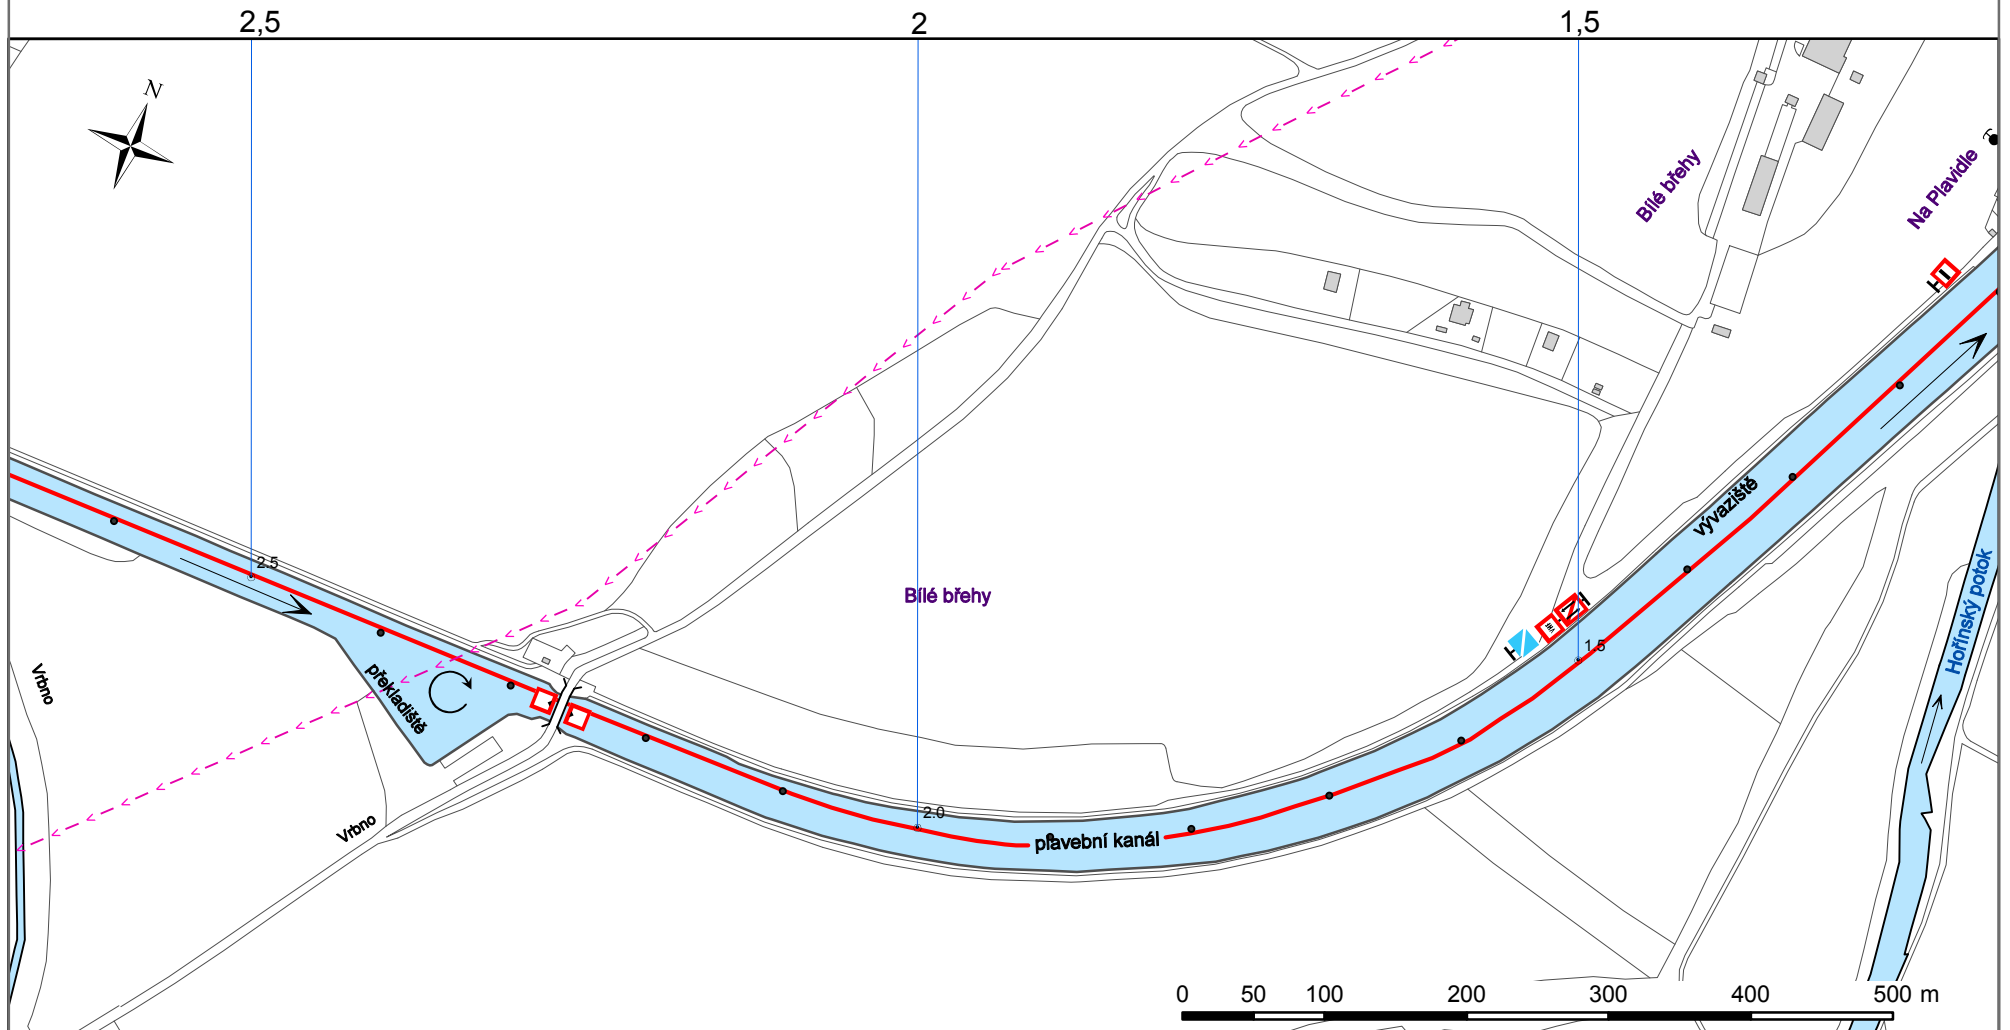 2,5 2 1,5
N
Bílé břehy
Na Plavidle
2.5
vývaziště
Bílé břehy
Hořínský potok
1.5
Vrbno
překladiště
2.0
Vrbno
plavební kanál
0 50 100 200 300 400 500 m